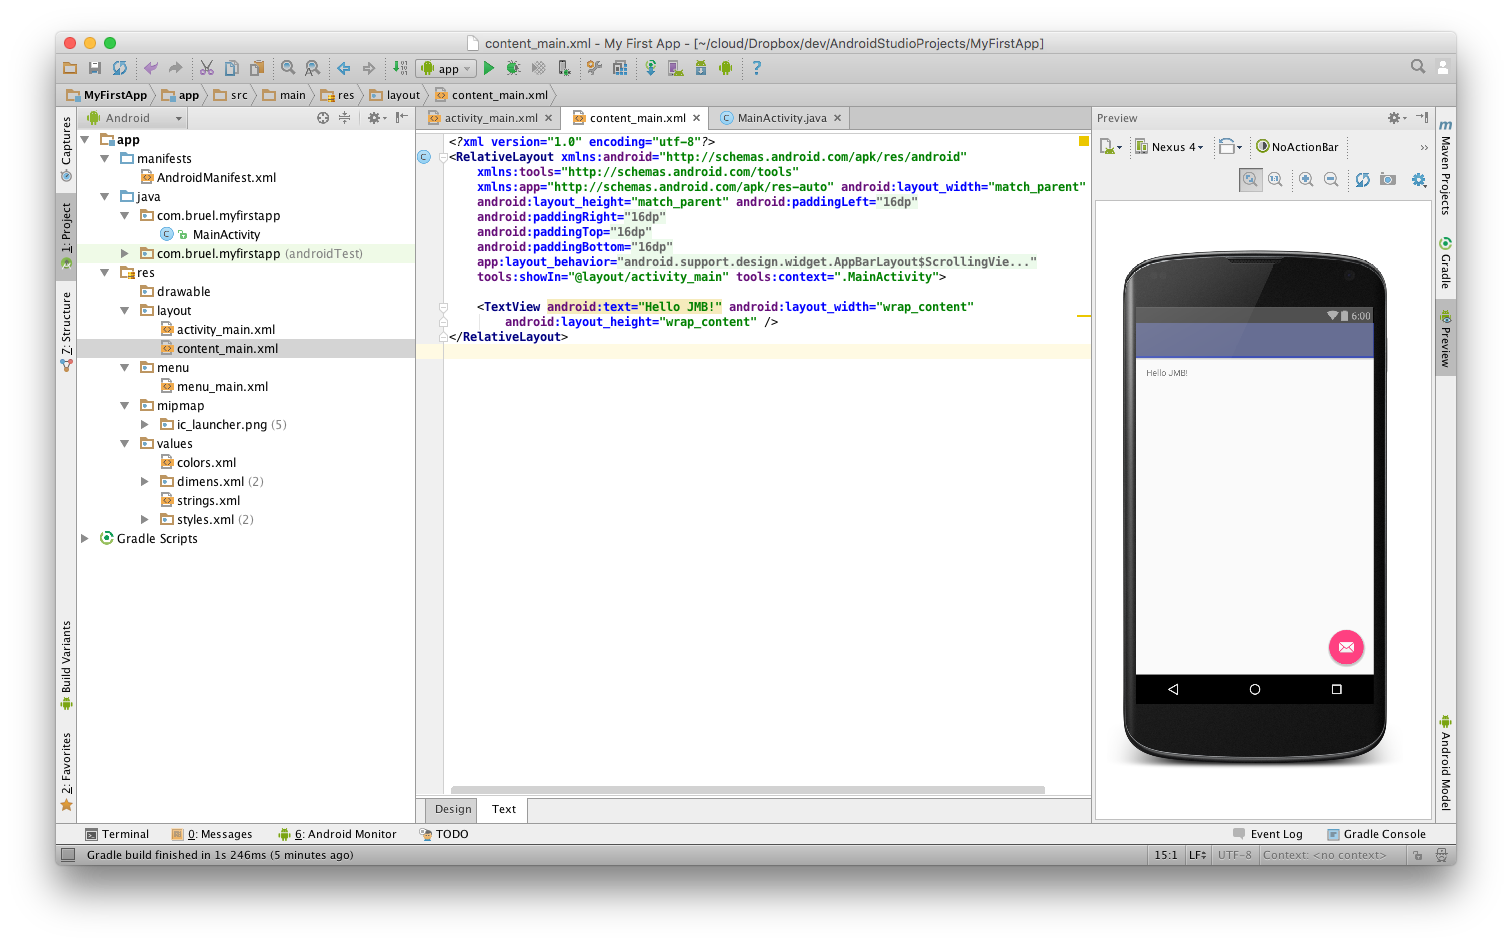 content_main.xml - My First App - [~/cloud/Dropbox/dev/AndroidStudioProjects/MyFirstApp]
app
MyFirstApp app src main res layout content_main.xml
Captures
1: Project
Z: Structure
Build Variants
2: Favorites
Android
app
manifests
AndroidManifest.xml
java
com.bruel.myfirstapp
MainActivity
com.bruel.myfirstapp (androidTest)
res
drawable
layout
activity_main.xml
content_main.xml
menu
menu_main.xml
mipmap
ic_launcher.png (5)
values
colors.xml
dimens.xml (2)
strings.xml
styles.xml (2)
Gradle Scripts
activity_main.xml content_main.xml MainActivity.java
<?xml version="1.0" encoding="utf-8"?>
<RelativeLayout xmlns:android="http://schemas.android.com/apk/res/android"
xmlns:tools="http://schemas.android.com/tools"
xmlns:app="http://schemas.android.com/apk/res-auto" android:layout_width="match_parent"
android:layout_height="match_parent" android:paddingLeft="16dp"
android:paddingRight="16dp"
android:paddingTop="16dp"
android:paddingBottom="16dp"
app:layout_behavior="android.support.design.widget.AppBarLayout$ScrollingVie..."
tools:showIn="@layout/activity_main" tools:context=".MainActivity">
<TextView android:text="Hello JMB!" android:layout_width="wrap_content"
android:layout_height="wrap_content" />
</RelativeLayout>
Design Text
Preview
Nexus 4 NoActionBar
1:1
6:00
Hello JMB!
Maven Projects
Gradle
Preview
Android Model
Terminal 0: Messages 6: Android Monitor TODO Event Log Gradle Console
Gradle build finished in 1s 246ms (5 minutes ago) 15:1 LF UTF-8 Context: <no context>